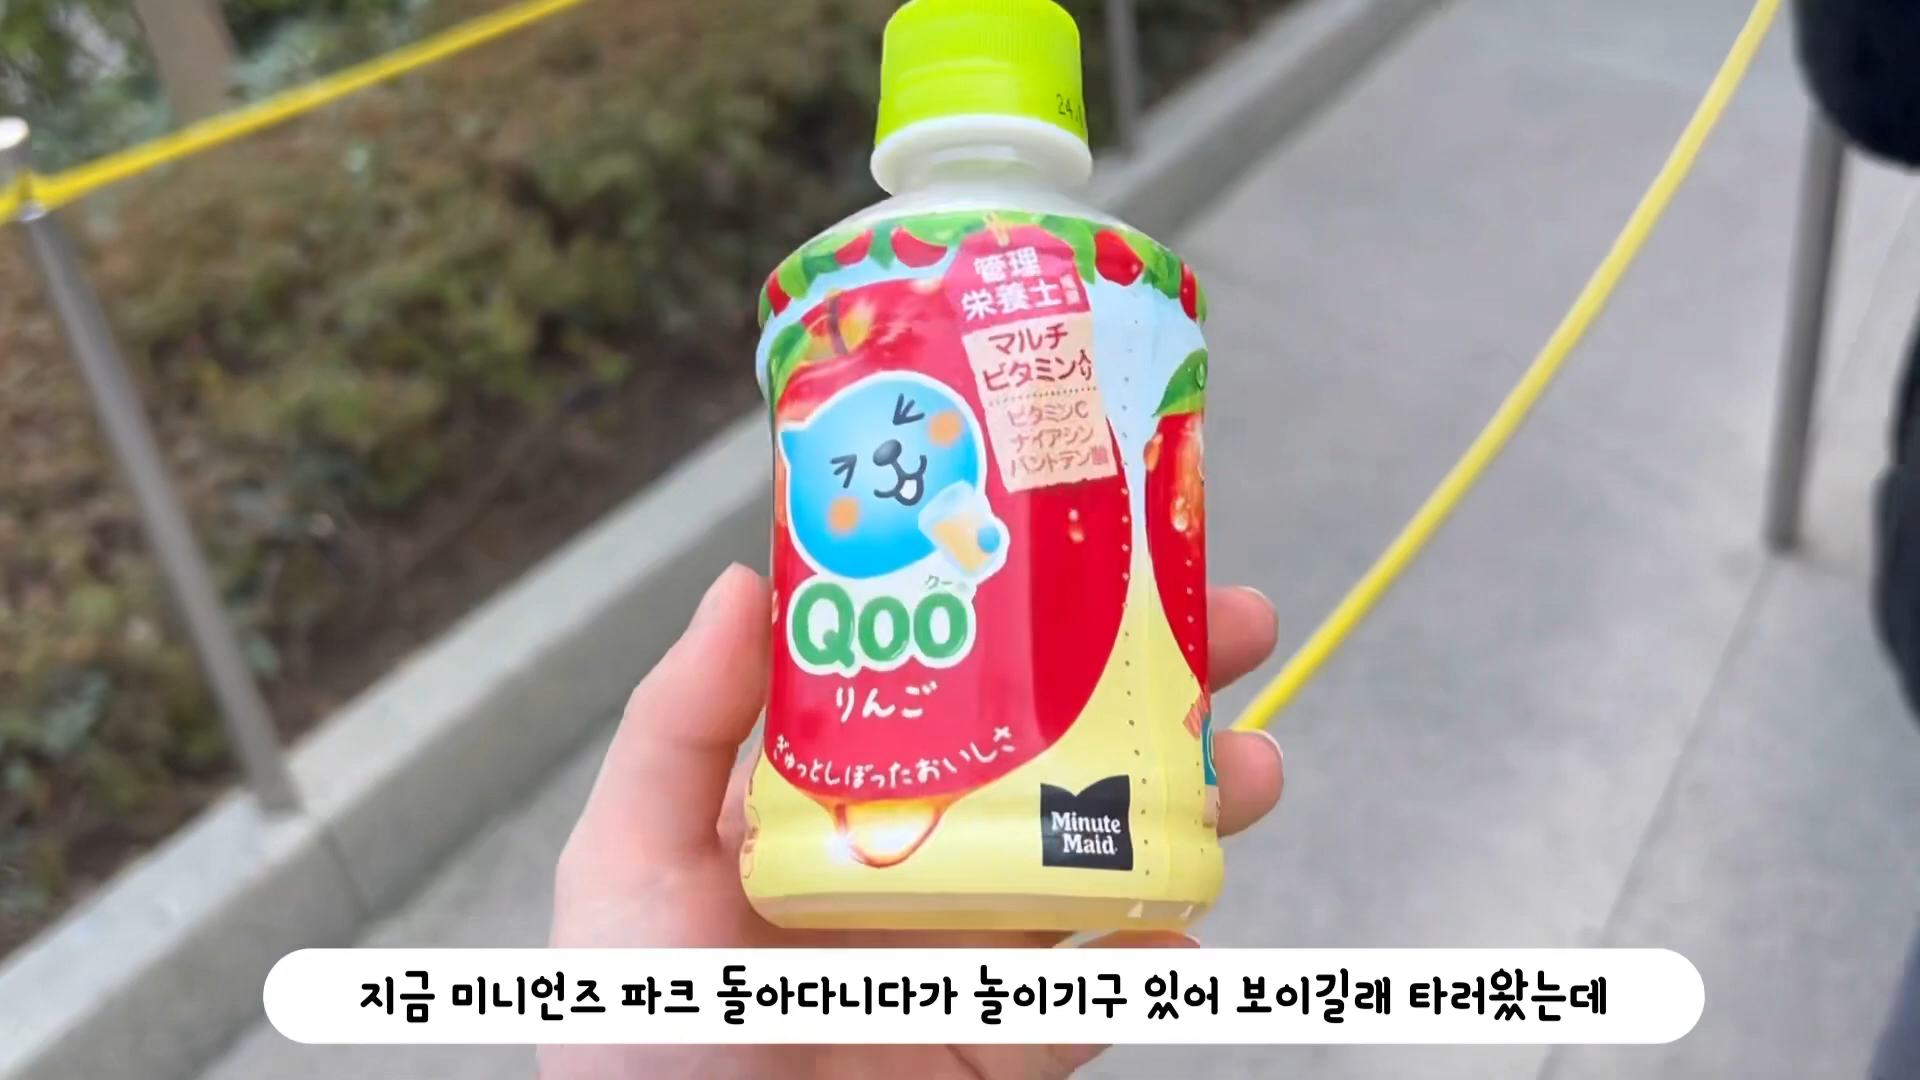 管理
栄養士
マルチ
ビタミン入り
ビタミンC
ナイアシン
パントテン酸
クー
Qoo
りんご
ぎゅっとしぼったおいしさ
Minute
Maid
지금 미니언즈 파크 돌아다니다가 놀이기구 있어 보이길래 타러왔는데